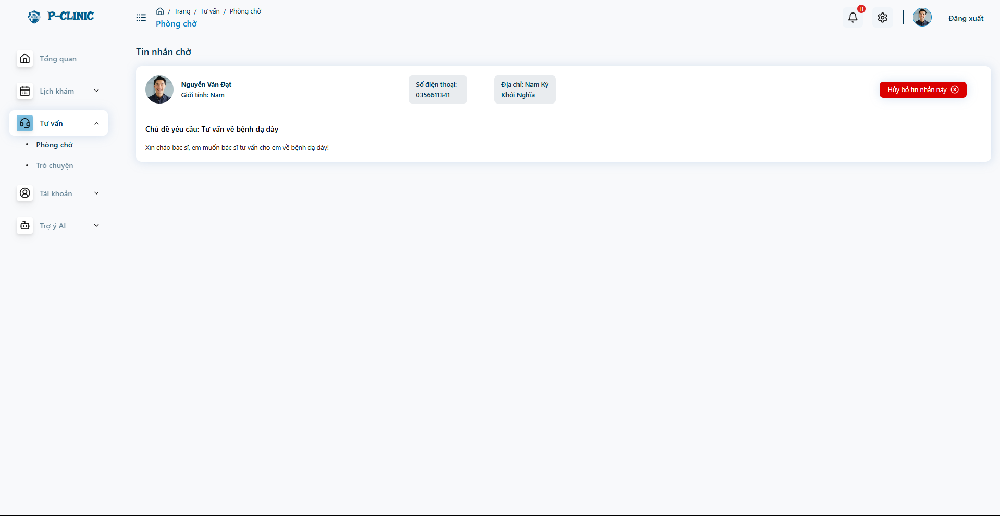 P-CLINIC
/ Trang / Tư vấn / Phòng chờ
Phòng chờ
11
Đăng xuất
Tổng quan
Lịch khám
Tư vấn
• Phòng chờ
• Trò chuyện
Tài khoản
Trợ ý AI
Tin nhắn chờ
Nguyễn Văn Đạt
Giới tính: Nam
Số điện thoại:
0356611341
Địa chỉ: Nam Kỳ
Khởi Nghĩa
Hủy bỏ tin nhắn này
Chủ đề yêu cầu: Tư vấn về bệnh dạ dày
Xin chào bác sĩ, em muốn bác sĩ tư vấn cho em về bệnh dạ dày!